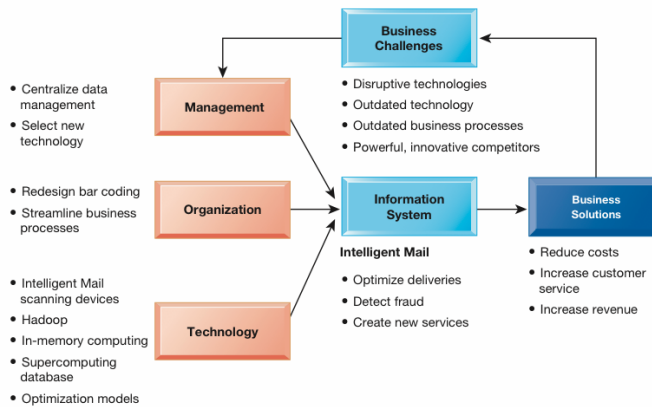 Business
Challenges
• Disruptive technologies
• Outdated technology
• Outdated business processes
• Powerful, innovative competitors
• Centralize data
management
• Select new
technology
Management
• Redesign bar coding
• Streamline business
processes
Organization
• Intelligent Mail
scanning devices
• Hadoop
• In-memory computing
• Supercomputing
database
• Optimization models
Technology
Information
System
Intelligent Mail
• Optimize deliveries
• Detect fraud
• Create new services
Business
Solutions
• Reduce costs
• Increase customer
service
• Increase revenue